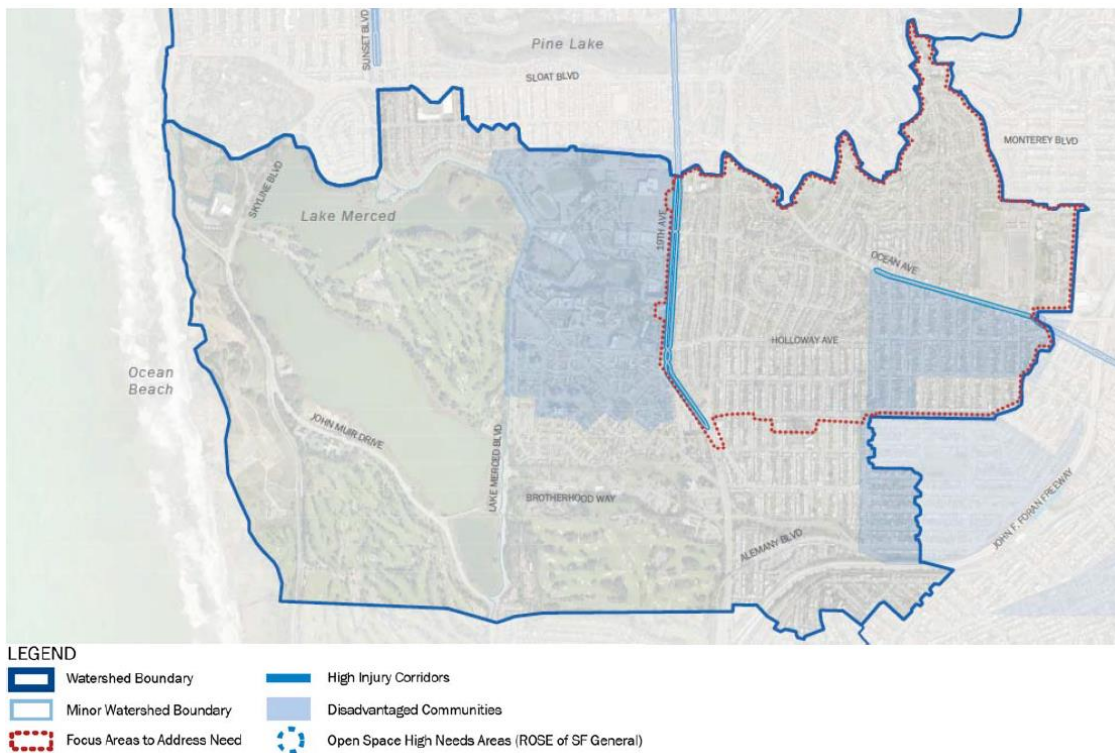 SUNSET BLVD
Pine Lake
SLOAT BLVD
MONTEREY BLVD
SKYLINE BLVD
Lake Merced
19TH AVE
OCEAN AVE
HOLLOWAY AVE
Ocean
Beach
JOHN MUIR DRIVE
LAKE MERCED BLVD
BROTHERHOOD WAY
ALEMANY BLVD
JOHN F. FORAN FREEWAY
LEGEND
Watershed Boundary
High Injury Corridors
Minor Watershed Boundary
Disadvantaged Communities
Focus Areas to Address Need
Open Space High Needs Areas (ROSE of SF General)